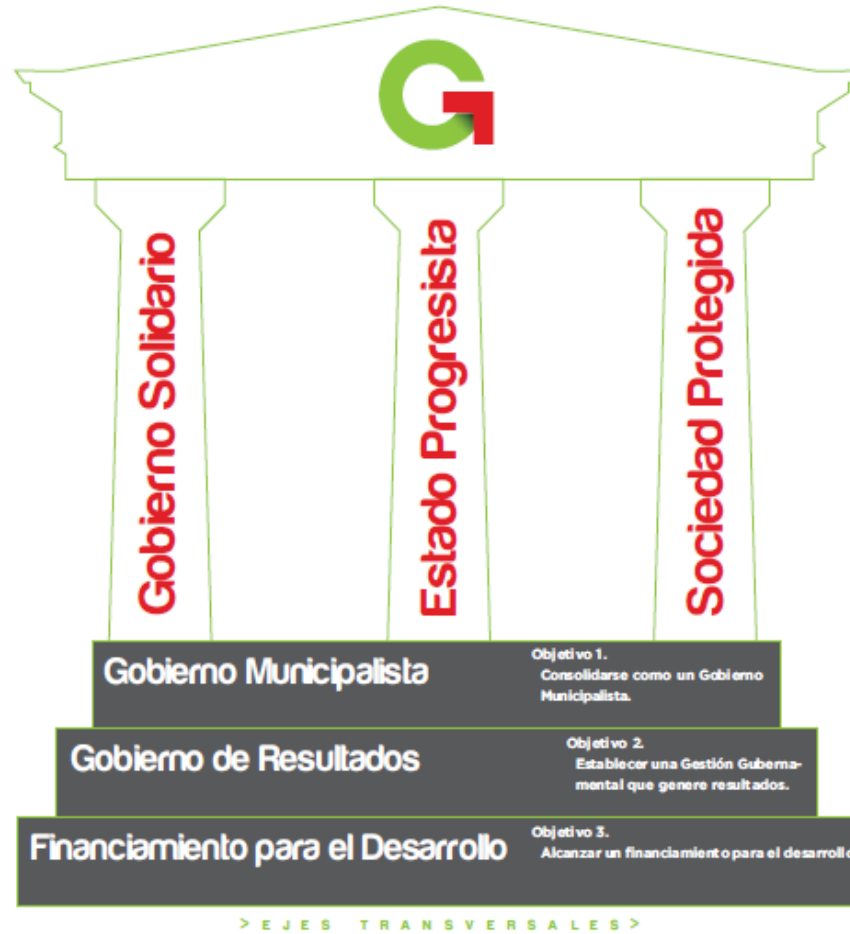 Gobierno Solidario
Estado Progresista
Sociedad Protegida
Gobierno Municipalista
Objetivo 1.
Consolidarse como un Gobierno
Municipalista.
Gobierno de Resultados
Objetivo 2.
Establecer una Gestión Guberna-
mental que genere resultados.
Financiamiento para el Desarrollo
Objetivo 3.
Alcanzar un financiamiento para el desarrollo
>EJES TRANSVERSALES>